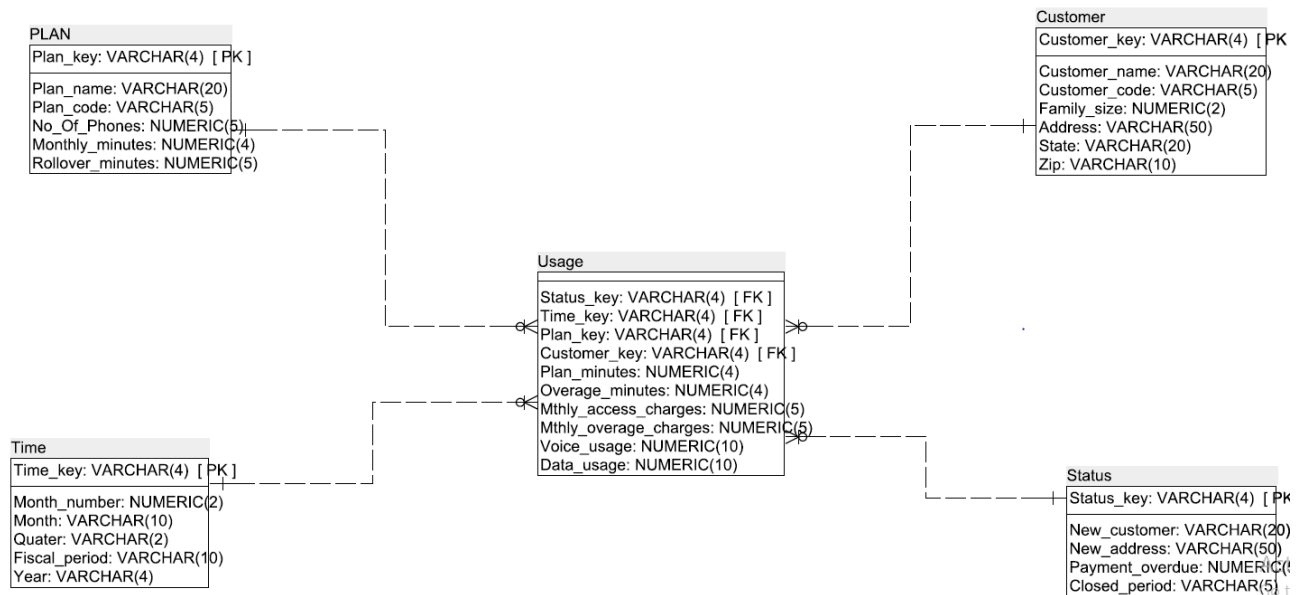 PLAN
Plan_key: VARCHAR(4) [ PK ]
Plan_name: VARCHAR(20)
Plan_code: VARCHAR(5)
No_Of_Phones: NUMERIC(5)
Monthly_minutes: NUMERIC(4)
Rollover_minutes: NUMERIC(5)
Customer
Customer_key: VARCHAR(4) [ PK
Customer_name: VARCHAR(20)
Customer_code: VARCHAR(5)
Family_size: NUMERIC(2)
Address: VARCHAR(50)
State: VARCHAR(20)
Zip: VARCHAR(10)
Usage
Status_key: VARCHAR(4) [ FK ]
Time_key: VARCHAR(4) [ FK ]
Plan_key: VARCHAR(4) [ FK ]
Customer_key: VARCHAR(4) [ FK ]
Plan_minutes: NUMERIC(4)
Overage_minutes: NUMERIC(4)
Mthly_access_charges: NUMERIC(5)
Mthly_overage_charges: NUMERIC(5)
Voice_usage: NUMERIC(10)
Data_usage: NUMERIC(10)
Time
Time_key: VARCHAR(4) [ PK ]
Month_number: NUMERIC(2)
Month: VARCHAR(10)
Quater: VARCHAR(2)
Fiscal_period: VARCHAR(10)
Year: VARCHAR(4)
Status
Status_key: VARCHAR(4) [ PK
New_customer: VARCHAR(20)
New_address: VARCHAR(50)
Payment_overdue: NUMERIC(5
Closed_period: VARCHAR(5)